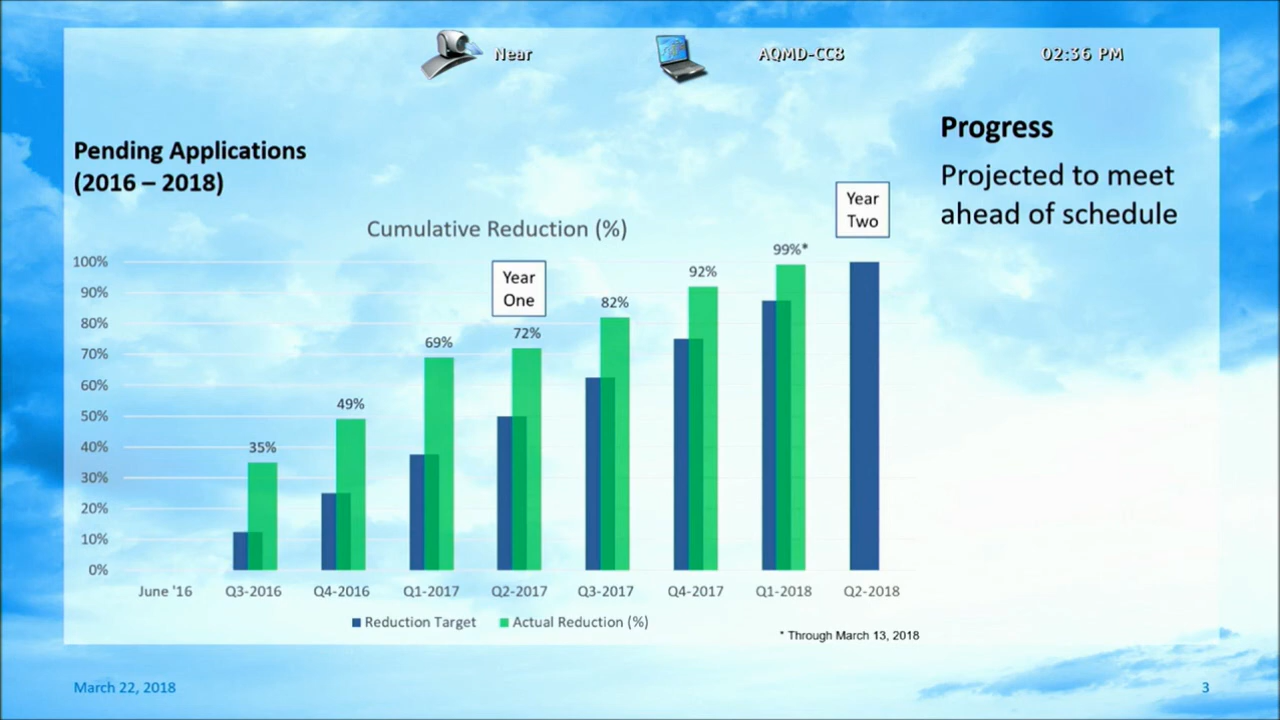 Near
AQMD-CC8
02:36 PM
Pending Applications
(2016 – 2018)
Progress
Projected to meet
ahead of schedule
Cumulative Reduction (%)
Year
One
Year
Two
100%
90%
80%
70%
60%
50%
40%
30%
20%
10%
0%
35%
49%
69%
72%
82%
92%
99%*
June '16
Q3-2016
Q4-2016
Q1-2017
Q2-2017
Q3-2017
Q4-2017
Q1-2018
Q2-2018
Reduction Target
Actual Reduction (%)
* Through March 13, 2018
March 22, 2018
3